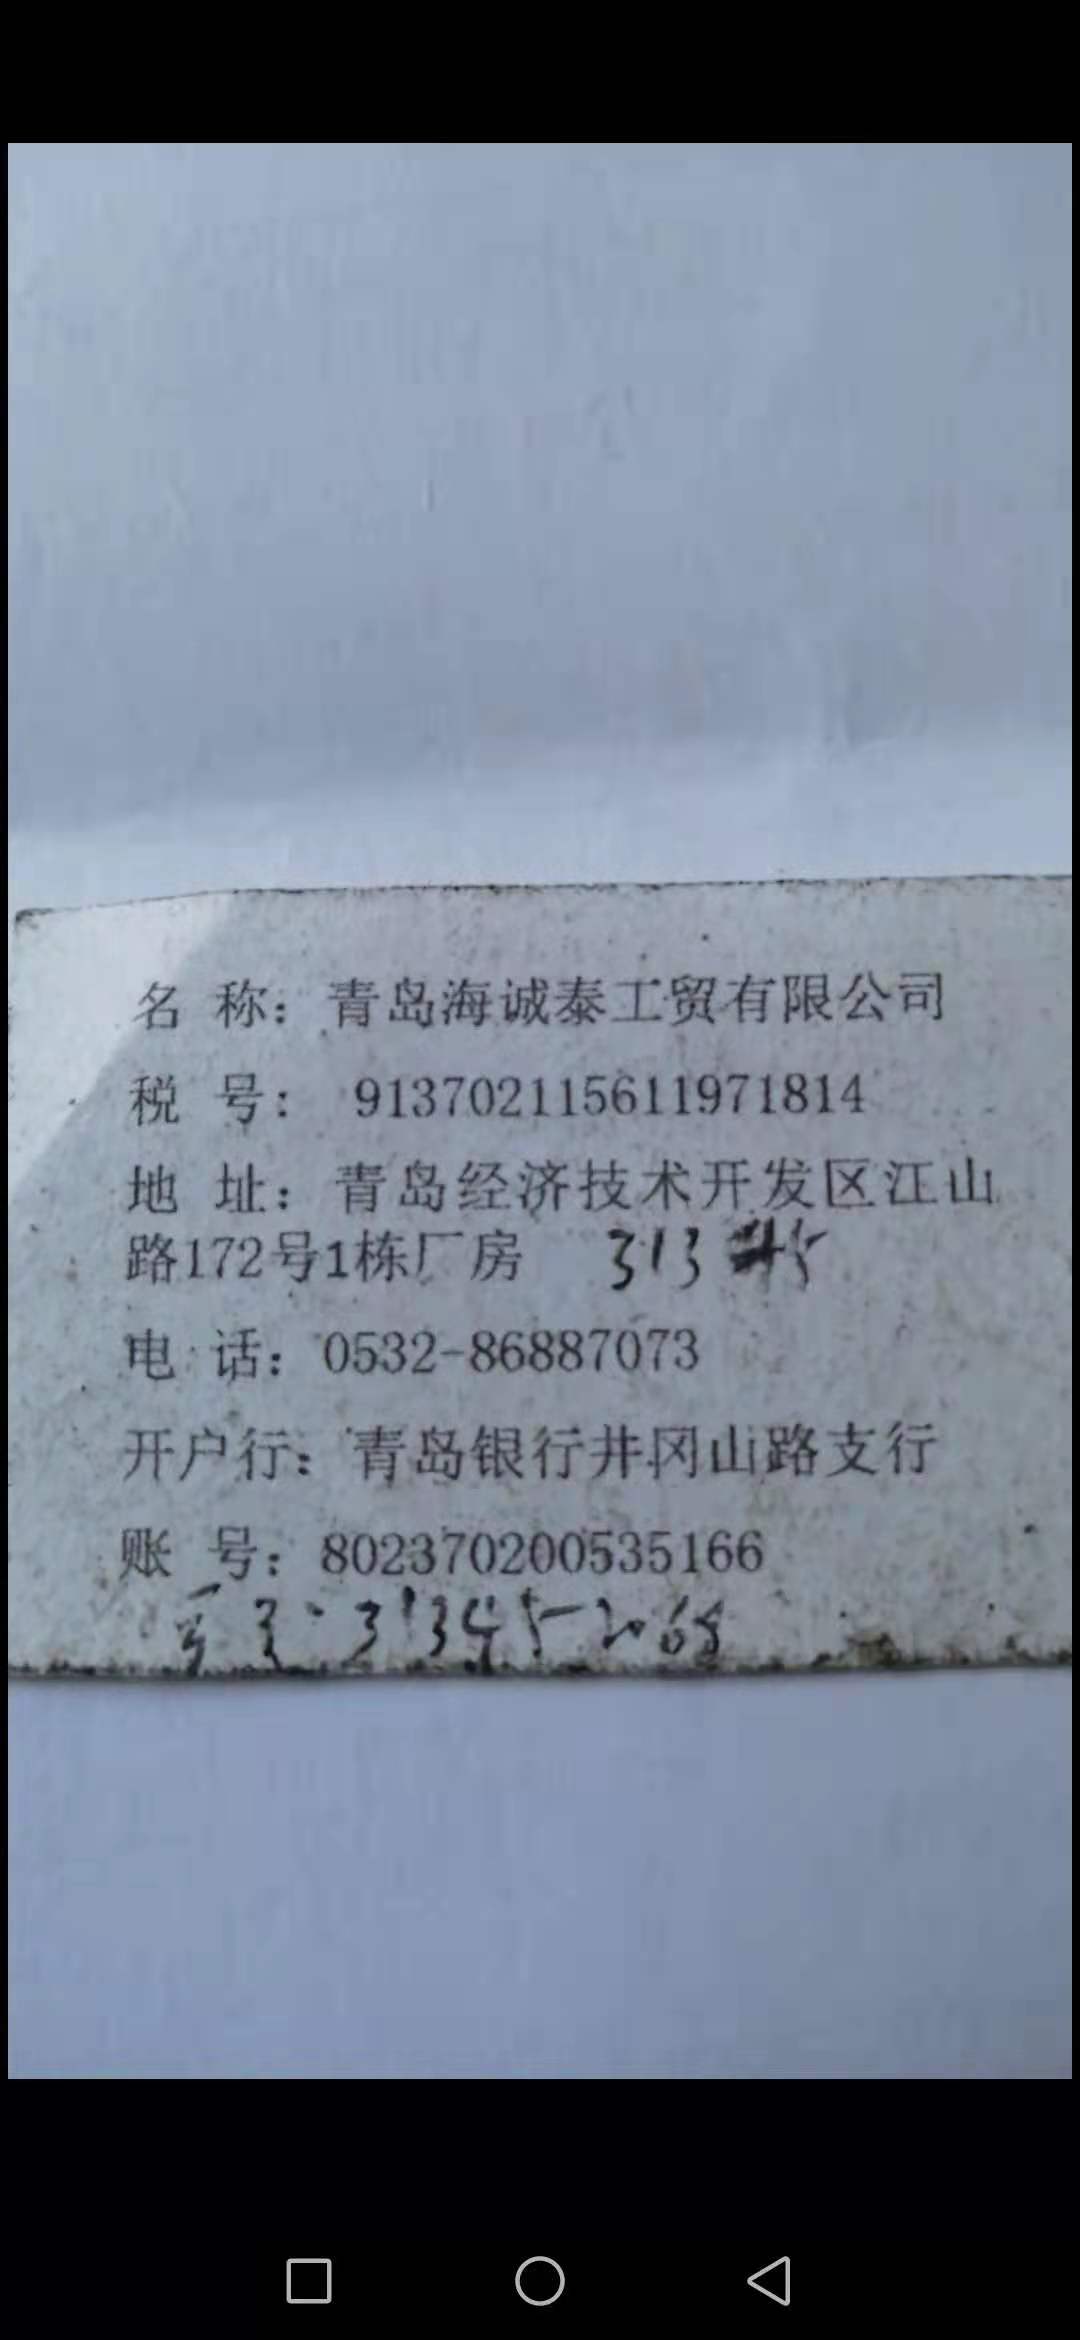 名 称：青岛海诚泰工贸有限公司
税 号：913702115611971814
地 址：青岛经济技术开发区江山
路172号1栋厂房 313
电 话：0532-86887073
开户行：青岛银行井冈山路支行
账 号：802370200535166